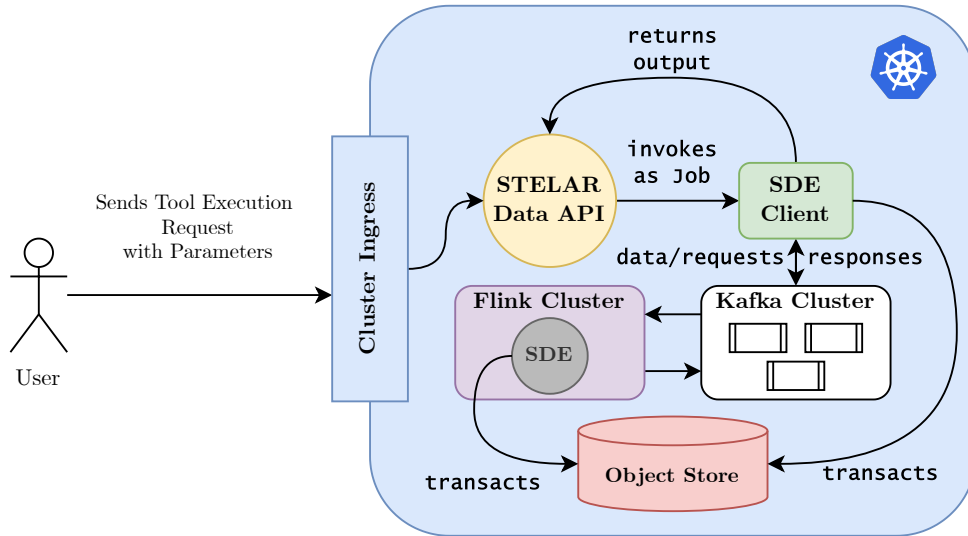 returns
output
STELAR
Data API
invokes
as Job
SDE
Client
Sends Tool Execution
Request
with Parameters
Cluster Ingress
data/requests
responses
Flink Cluster
SDE
Kafka Cluster
User
Object Store
transacts
transacts